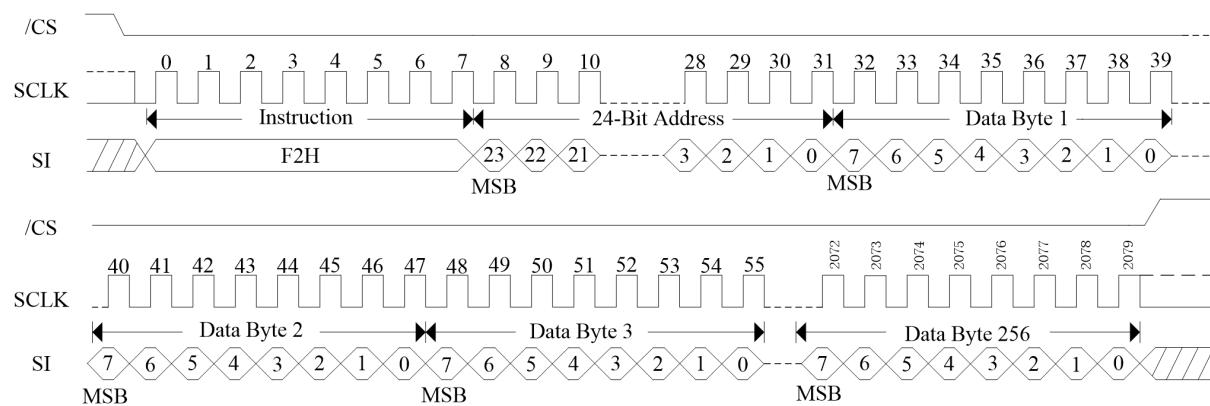 /CS
0 1 2 3 4 5 6 7 8 9 10 28 29 30 31 32 33 34 35 36 37 38 39
SCLK
Instruction 24-Bit Address Data Byte 1
SI F2H 23 22 21 3 2 1 0 7 6 5 4 3 2 1 0
MSB MSB
/CS
40 41 42 43 44 45 46 47 48 49 50 51 52 53 54 55 2072 2073 2074 2075 2076 2077 2078 2079
SCLK
Data Byte 2 Data Byte 3 Data Byte 256
SI 7 6 5 4 3 2 1 0 7 6 5 4 3 2 1 0 7 6 5 4 3 2 1 0
MSB MSB MSB